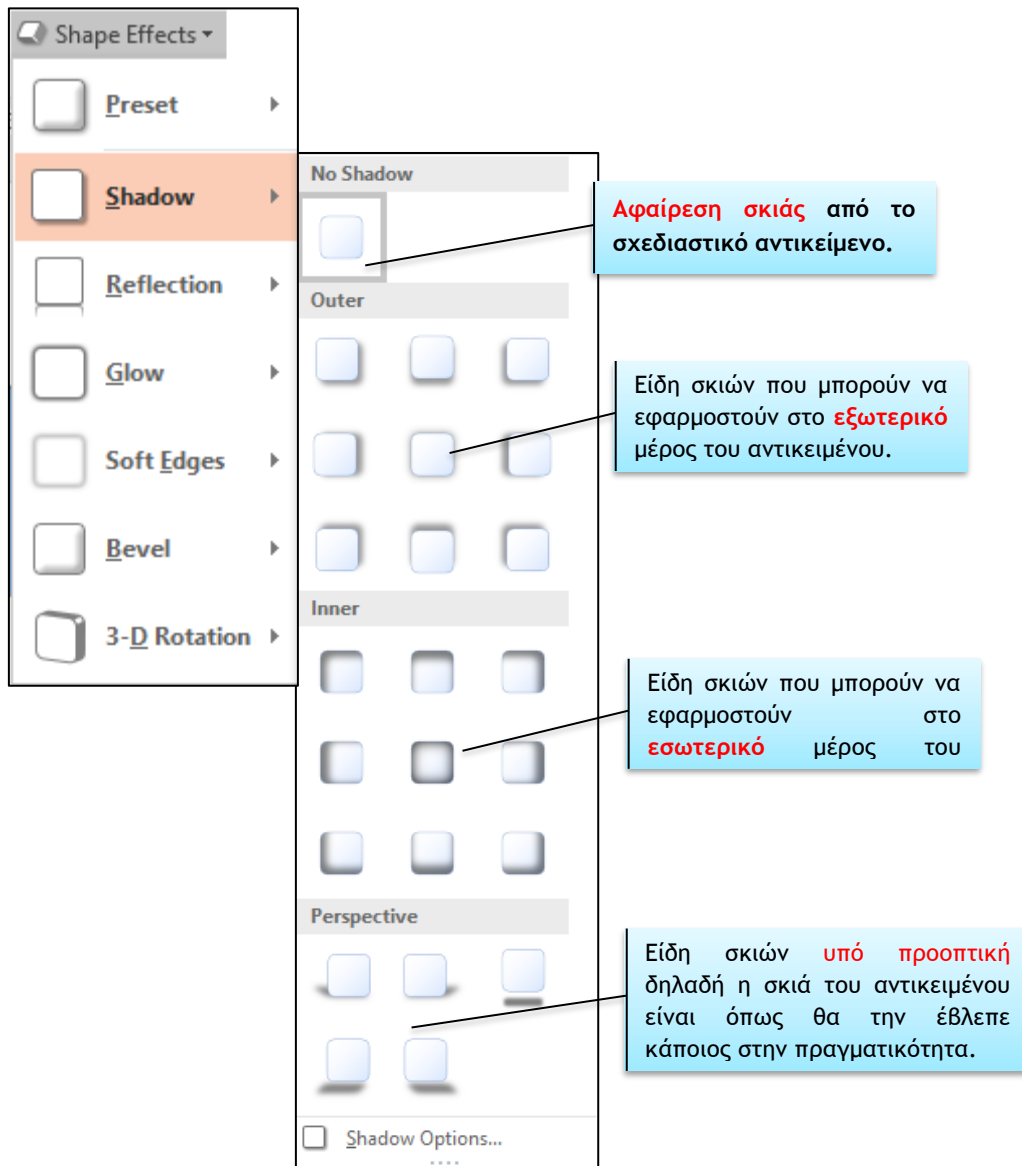 Shape Effects
Preset
Shadow
Reflection
Glow
Soft Edges
Bevel
3-D Rotation
No Shadow
Outer
Inner
Perspective
Shadow Options...
Αφαίρεση σκιάς από το
σχεδιαστικό αντικείμενο.
Είδη σκιών που μπορούν να
εφαρμοστούν στο εξωτερικό
μέρος του αντικειμένου.
Είδη σκιών που μπορούν να
εφαρμοστούν στο
εσωτερικό μέρος του
Είδη σκιών υπό προοπτική
δηλαδή η σκιά του αντικειμένου
είναι όπως θα την έβλεπε
κάποιος στην πραγματικότητα.